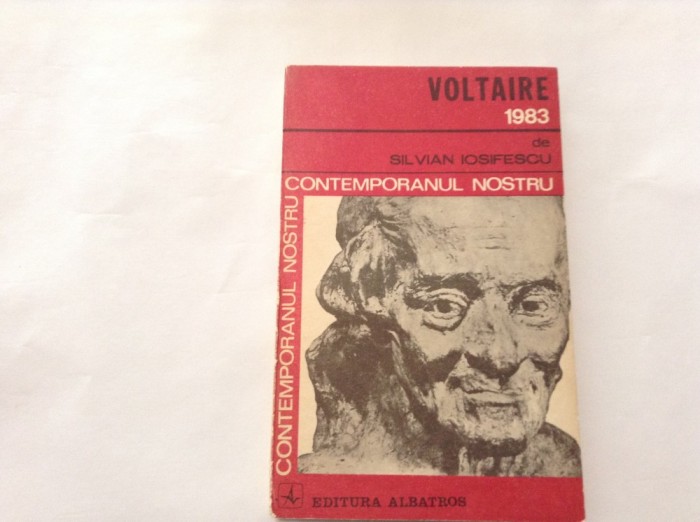 VOLTAIRE
1983
de
SILVIAN IOSIFESCU
CONTEMPORANUL NOSTRU
CONTEMPORANUL NOSTRU
EDITURA ALBATROS